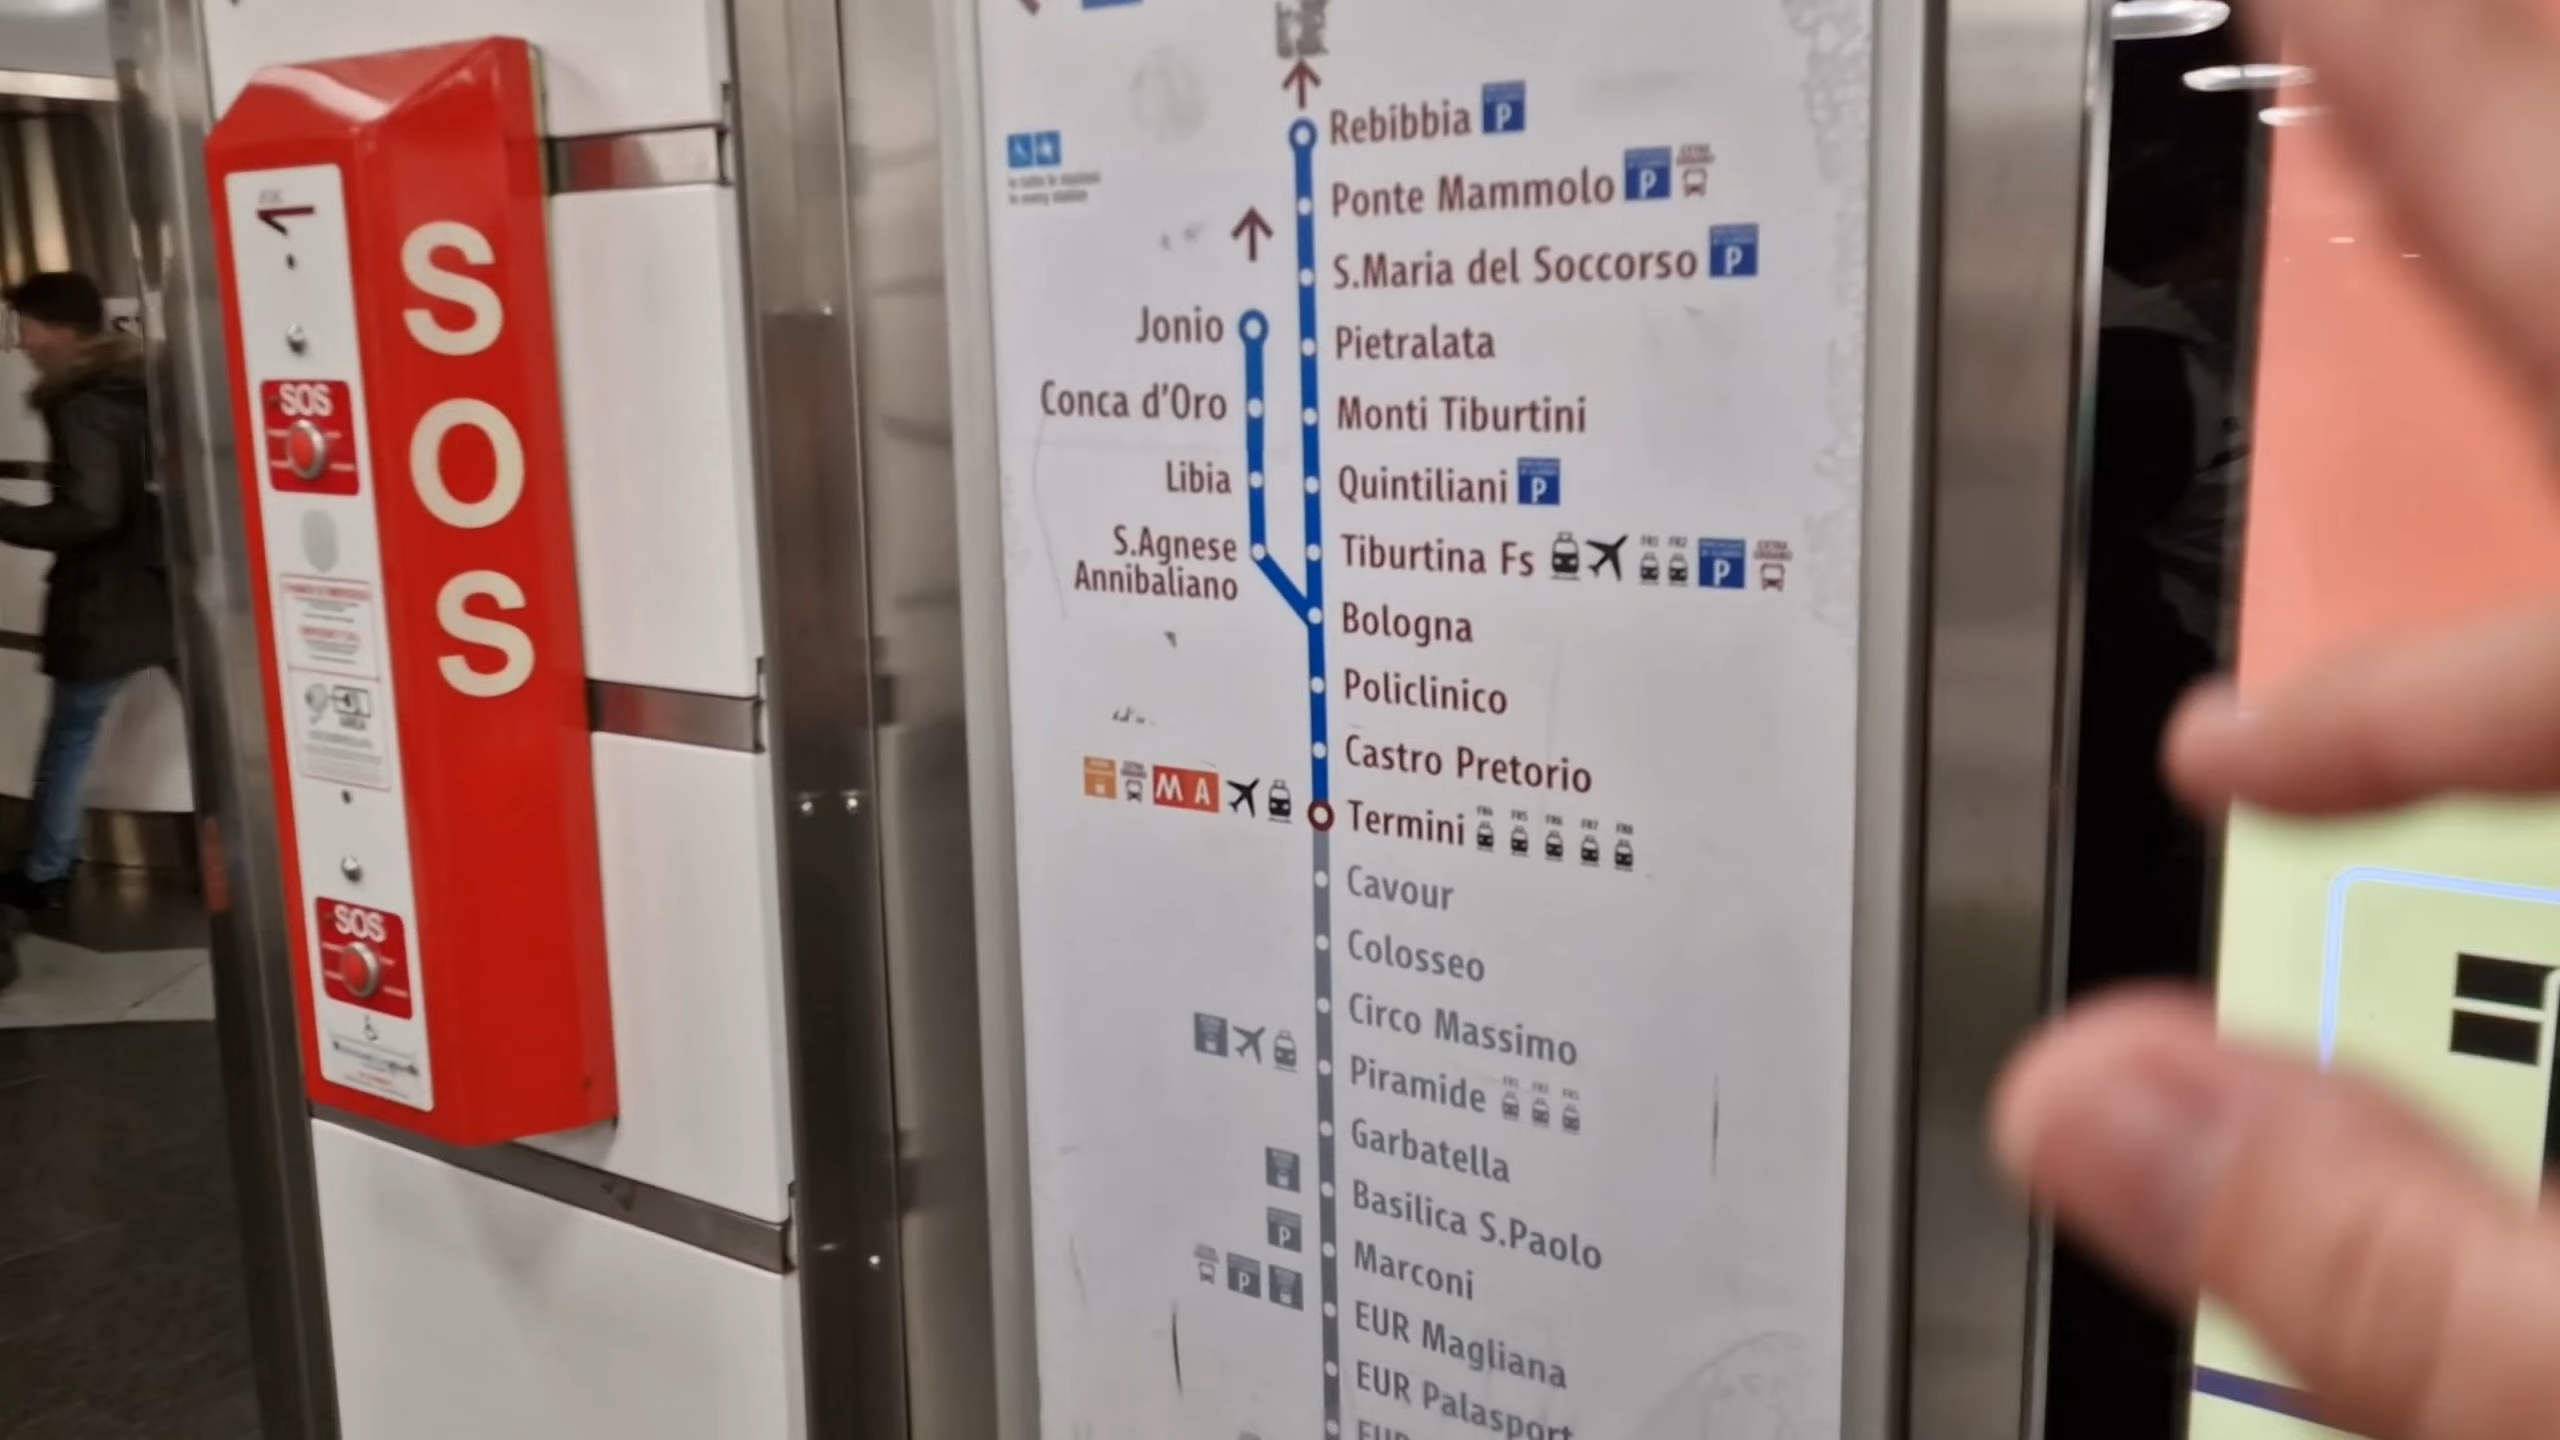 SOS
SOS
SOS
Rebibbia P
Ponte Mammolo P
S.Maria del Soccorso P
Jonio
Pietralata
Conca d'Oro
Monti Tiburtini
Libia
Quintiliani P
S.Agnese
Annibaliano
Tiburtina Fs P
Bologna
Policlinico
Castro Pretorio
M A
Termini
Cavour
Colosseo
Circo Massimo
Piramide
Garbatella
Basilica S.Paolo
P
Marconi
P
EUR Magliana
EUR Palasport